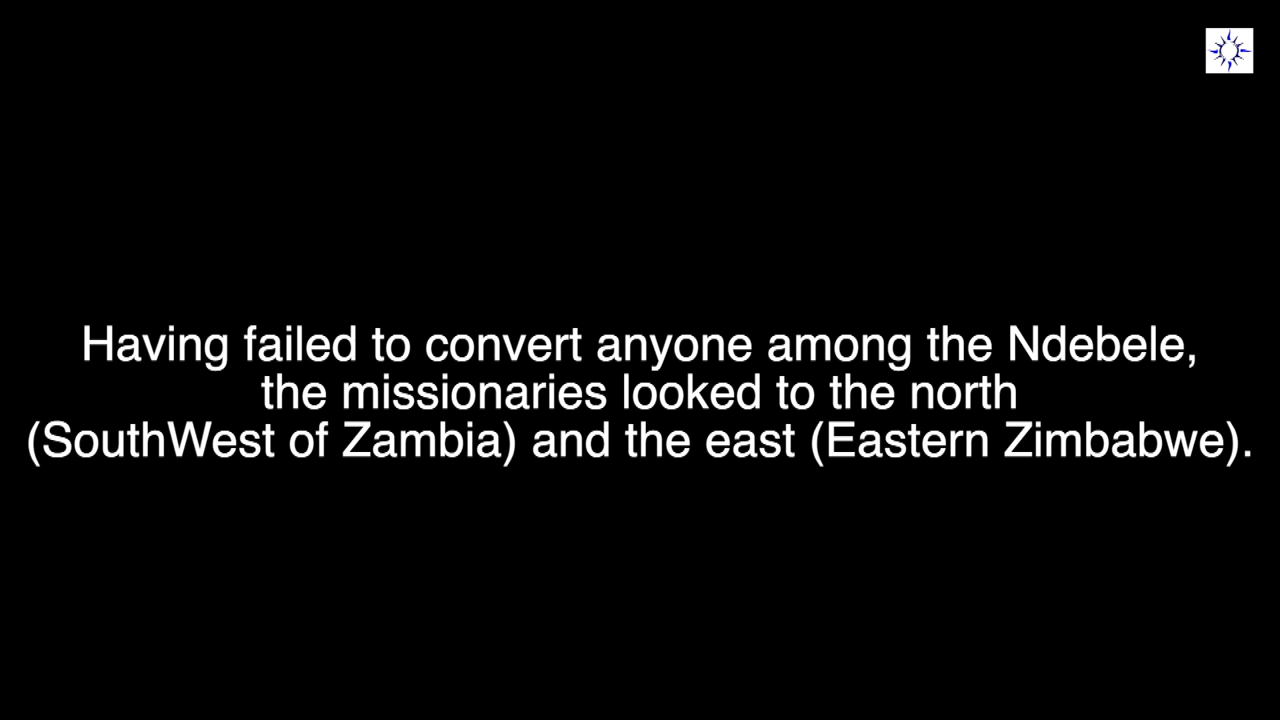 Having failed to convert anyone among the Ndebele,
the missionaries looked to the north
(SouthWest of Zambia) and the east (Eastern Zimbabwe).